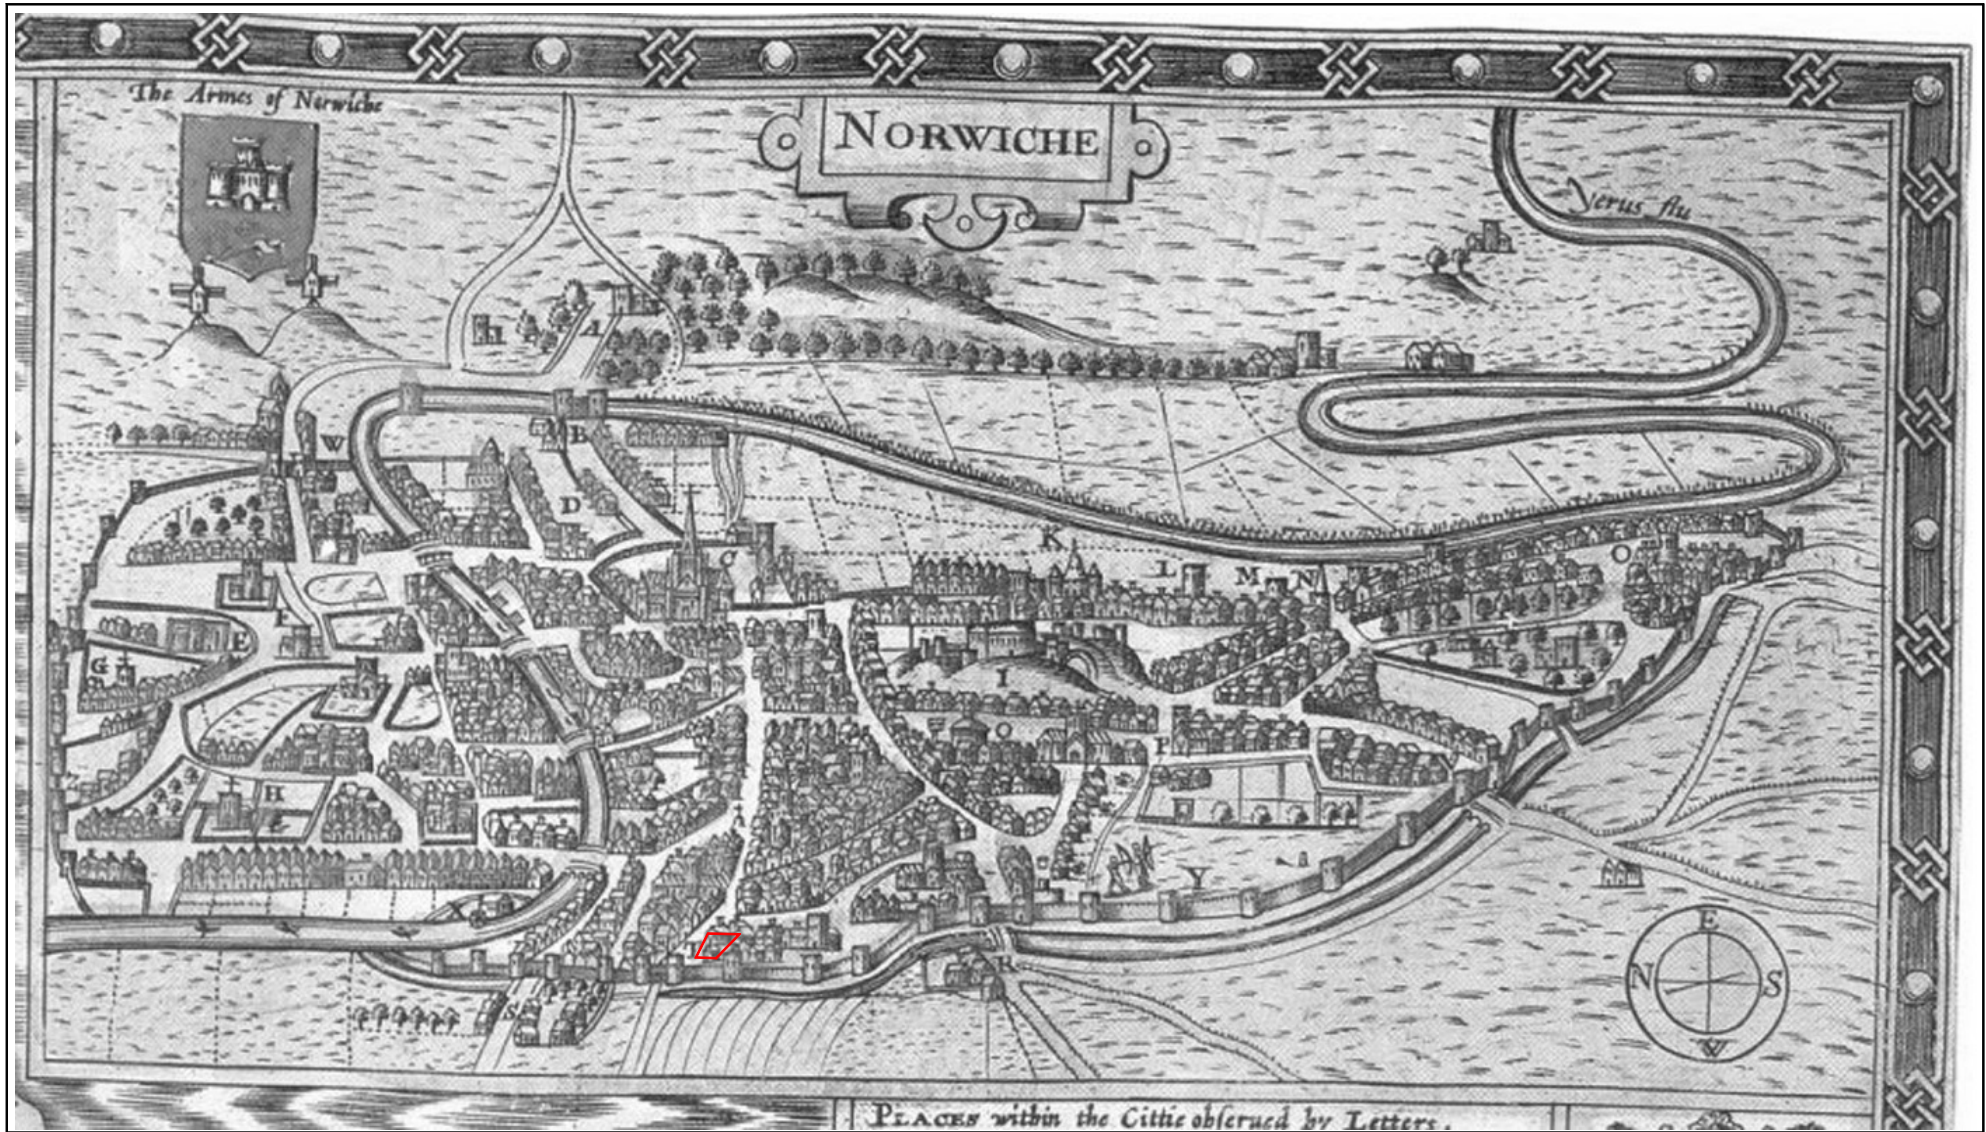 The Armes of Norwiche
NORWICHE
Yerus flu
A
W
B
D
C
K
L
M
N
O
F
E
G
I
O
P
H
Y
X
Z
R
S
E
N
S
W
PLACES within the Cittie obserued by Letters.